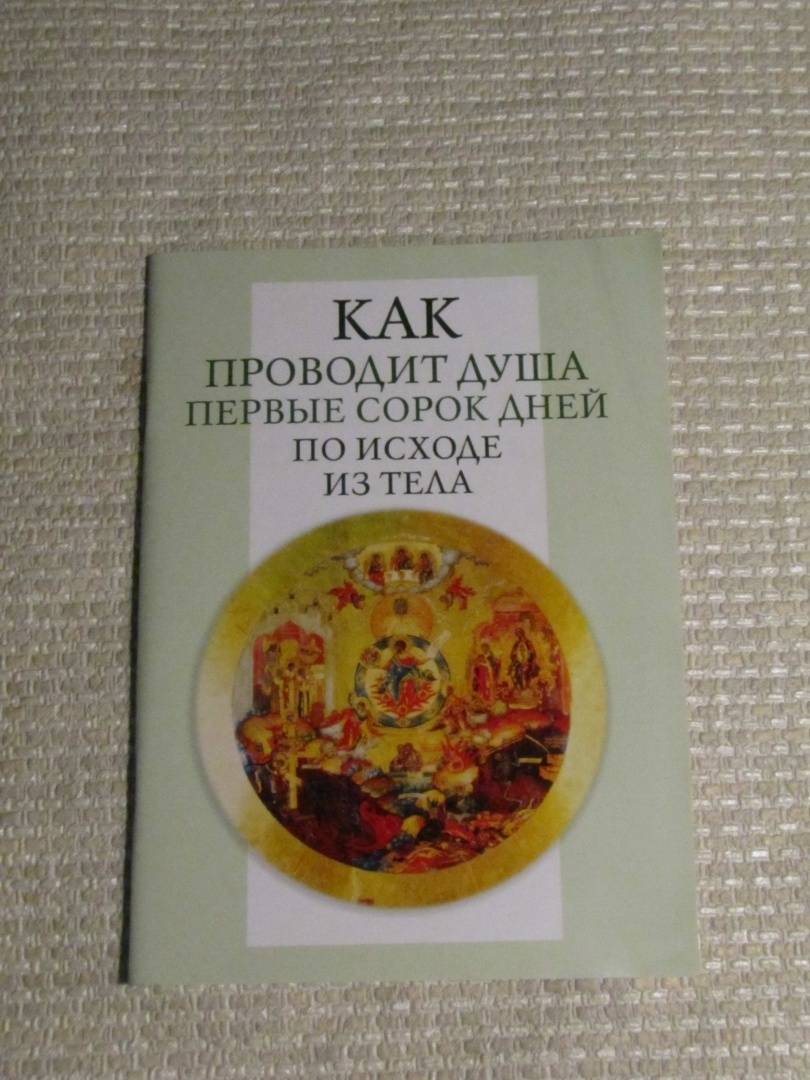 КАК
ПРОВОДИТ ДУША
ПЕРВЫЕ СОРОК ДНЕЙ
ПО ИСХОДЕ
ИЗ ТЕЛА